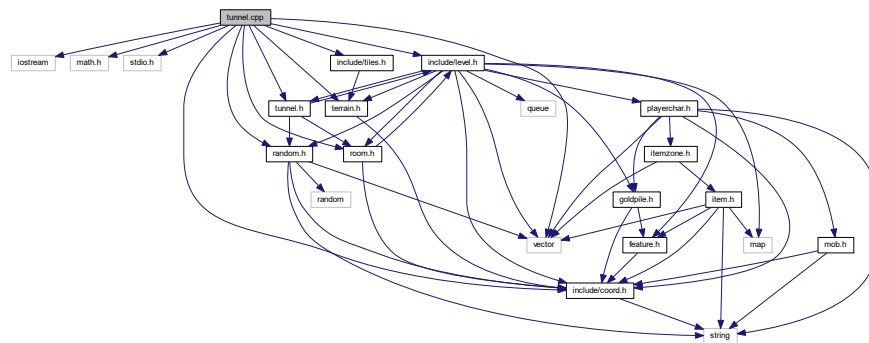 tunnel.cpp
iostream
math.h
stdio.h
include/tiles.h
include/level.h
tunnel.h
terrain.h
queue
playerchar.h
random.h
room.h
itemzone.h
random
goldpile.h
item.h
vector
feature.h
map
mob.h
include/coord.h
string